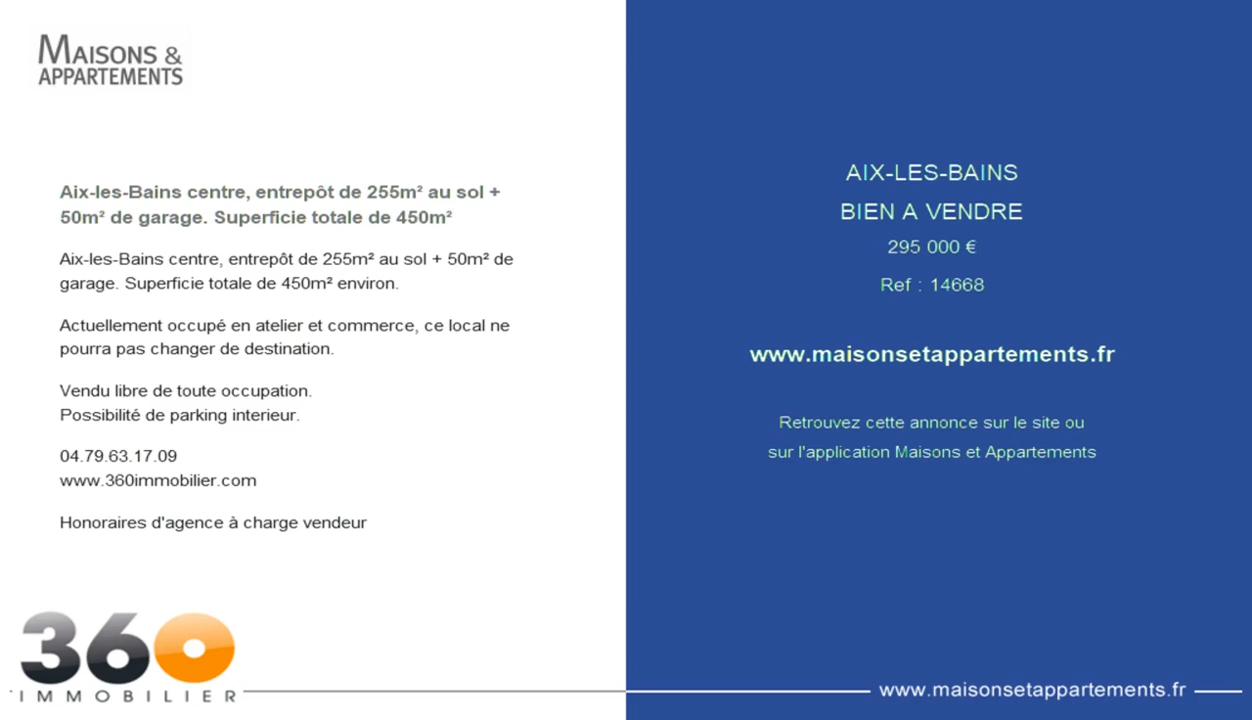 MAISONS &
APPARTEMENTS
Aix-les-Bains centre, entrepôt de 255m² au sol +
50m² de garage. Superficie totale de 450m²
Aix-les-Bains centre, entrepôt de 255m² au sol + 50m² de
garage. Superficie totale de 450m² environ.
Actuellement occupé en atelier et commerce, ce local ne
pourra pas changer de destination.
Vendu libre de toute occupation.
Possibilité de parking interieur.
04.79.63.17.09
www.360immobilier.com
Honoraires d'agence à charge vendeur
360
IMMOBILIER
AIX-LES-BAINS
BIEN A VENDRE
295 000 €
Ref : 14668
www.maisonsetappartements.fr
Retrouvez cette annonce sur le site ou
sur l'application Maisons et Appartements
www.maisonsetappartements.fr